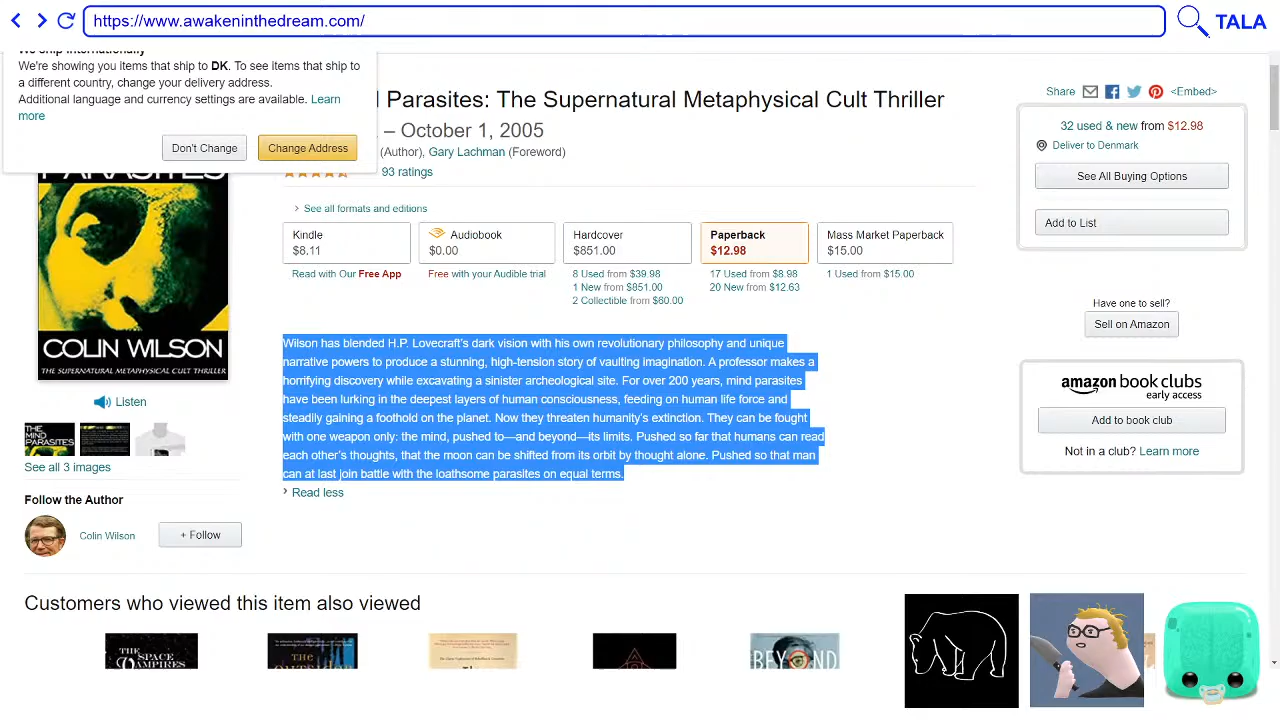 https://www.awakeninthedream.com/
TALA
We ship internationally
We're showing you items that ship to DK. To see items that ship to
a different country, change your delivery address.
Additional language and currency settings are available. Learn
more
Don't Change
Change Address
Parasites: The Supernatural Metaphysical Cult Thriller
– October 1, 2005
(Author), Gary Lachman (Foreword)
93 ratings
PARASITES
COLIN WILSON
THE SUPERNATURAL METAPHYSICAL CULT THRILLER
Listen
THE MIND
PARASITES
See all 3 images
Follow the Author
Colin Wilson
+ Follow
› See all formats and editions
Kindle
$8.11
Read with Our Free App
Audiobook
$0.00
Free with your Audible trial
Hardcover
$851.00
8 Used from $39.98
1 New from $851.00
2 Collectible from $60.00
Paperback
$12.98
17 Used from $8.98
20 New from $12.63
Mass Market Paperback
$15.00
1 Used from $15.00
Wilson has blended H.P. Lovecraft's dark vision with his own revolutionary philosophy and unique
narrative powers to produce a stunning, high-tension story of vaulting imagination. A professor makes a
horrifying discovery while excavating a sinister archeological site. For over 200 years, mind parasites
have been lurking in the deepest layers of human consciousness, feeding on human life force and
steadily gaining a foothold on the planet. Now they threaten humanity's extinction. They can be fought
with one weapon only: the mind, pushed to—and beyond—its limits. Pushed so far that humans can read
each other's thoughts, that the moon can be shifted from its orbit by thought alone. Pushed so that man
can at last join battle with the loathsome parasites on equal terms.
› Read less
Share
<Embed>
32 used & new from $12.98
Deliver to Denmark
See All Buying Options
Add to List
Have one to sell?
Sell on Amazon
amazon book clubs
early access
Add to book club
Not in a club? Learn more
Customers who viewed this item also viewed
THE SPACE
VAMPIRES
THE
OUTSIDER
BEYOND